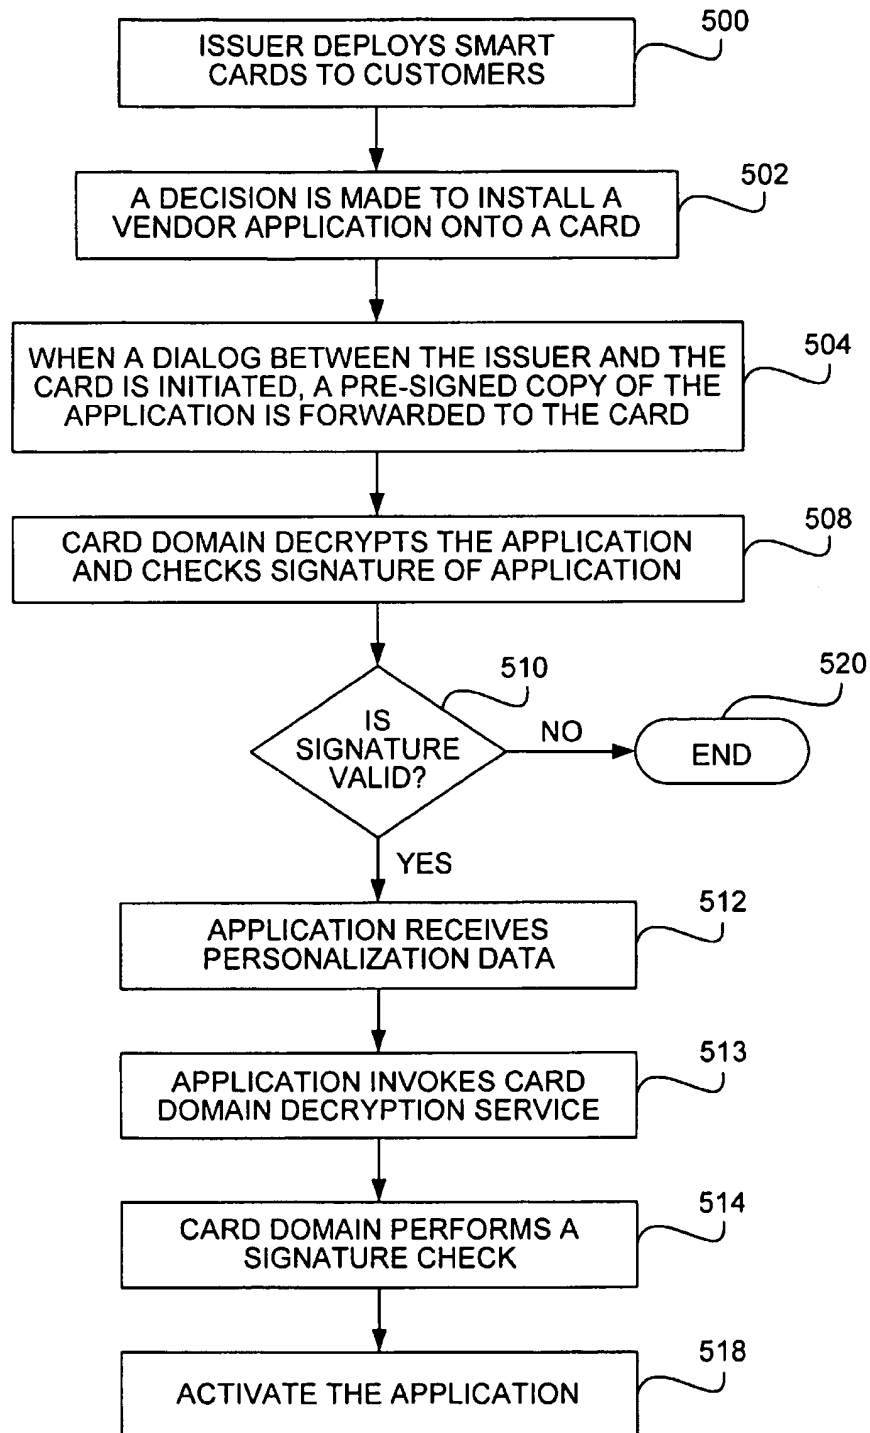 ISSUER DEPLOYS SMART
CARDS TO CUSTOMERS
500
A DECISION IS MADE TO INSTALL A
VENDOR APPLICATION ONTO A CARD
502
WHEN A DIALOG BETWEEN THE ISSUER AND THE
CARD IS INITIATED, A PRE-SIGNED COPY OF THE
APPLICATION IS FORWARDED TO THE CARD
504
CARD DOMAIN DECRYPTS THE APPLICATION
AND CHECKS SIGNATURE OF APPLICATION
508
IS
SIGNATURE
VALID?
510
NO
END
520
YES
APPLICATION RECEIVES
PERSONALIZATION DATA
512
APPLICATION INVOKES CARD
DOMAIN DECRYPTION SERVICE
513
CARD DOMAIN PERFORMS A
SIGNATURE CHECK
514
ACTIVATE THE APPLICATION
518